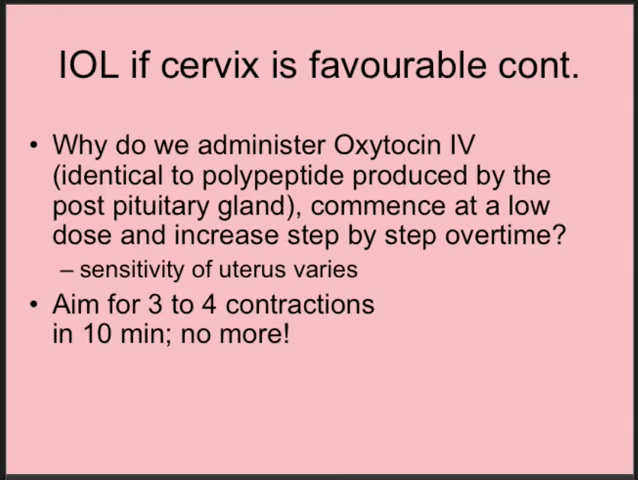 IOL if cervix is favourable cont.
• Why do we administer Oxytocin IV
(identical to polypeptide produced by the
post pituitary gland), commence at a low
dose and increase step by step overtime?
– sensitivity of uterus varies
• Aim for 3 to 4 contractions
in 10 min; no more!